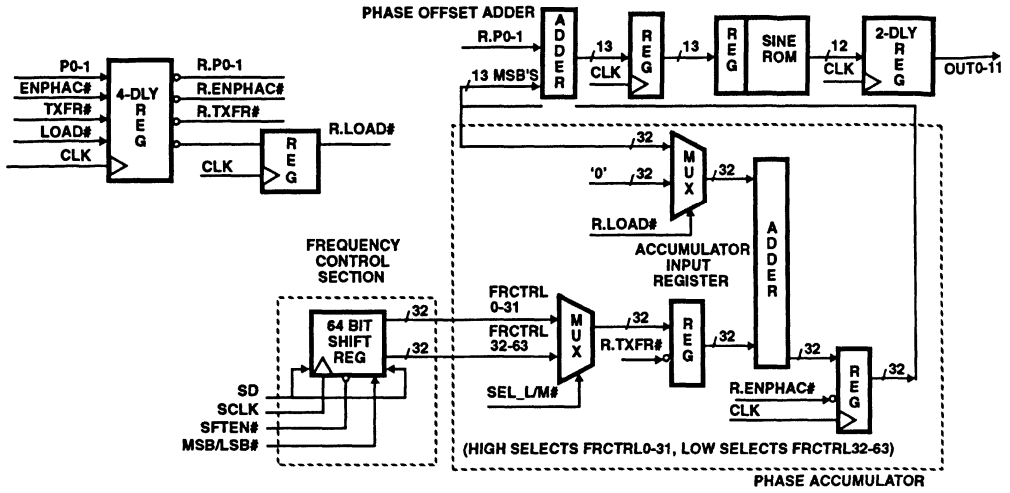 PHASE OFFSET ADDER
R.P0-1
13 MSB'S
ADDER
13
CLK
REG
13
REG
SINE ROM
12
CLK
2-DLY
REG
OUT0-11
P0-1
ENPHAC#
TXFR#
LOAD#
CLK
4-DLY
REG
R.P0-1
R.ENPHAC#
R.TXFR#
CLK
REG
R.LOAD#
32
'0'
32
MUX
32
R.LOAD#
ADDER
ACCUMULATOR
INPUT
REGISTER
FREQUENCY
CONTROL
SECTION
64 BIT
SHIFT
REG
32
32
SD
SCLK
SFTEN#
MSB/LSB#
FRCTRL
0-31
FRCTRL
32-63
MUX
SEL_L/M#
32
R.TXFR#
REG
32
32
R.ENPHAC#
CLK
REG
32
(HIGH SELECTS FRCTRL0-31, LOW SELECTS FRCTRL32-63)
PHASE ACCUMULATOR